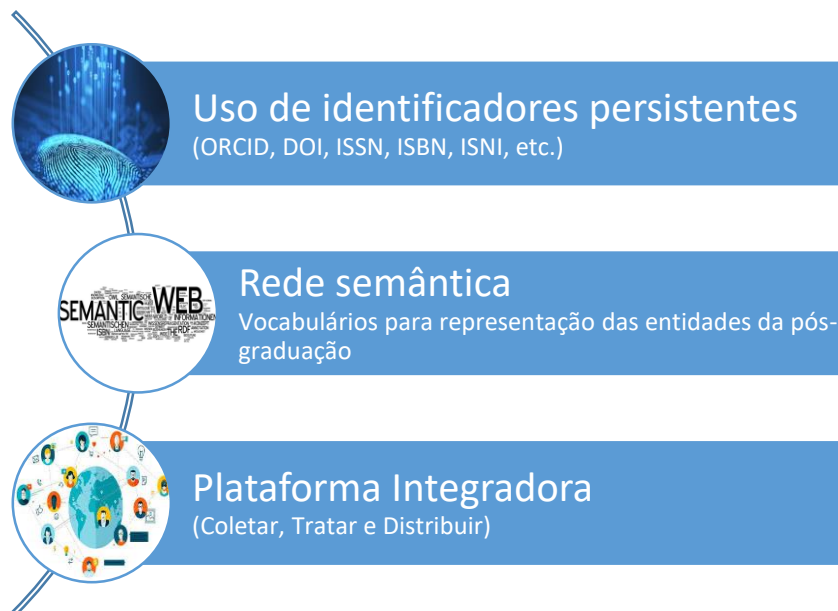 Uso de identificadores persistentes
(ORCID, DOI, ISSN, ISBN, ISNI, etc.)
Rede semântica
SEMANTIC WEB
Vocabulários para representação das entidades da pós-
graduação
Plataforma Integradora
(Coletar, Tratar e Distribuir)